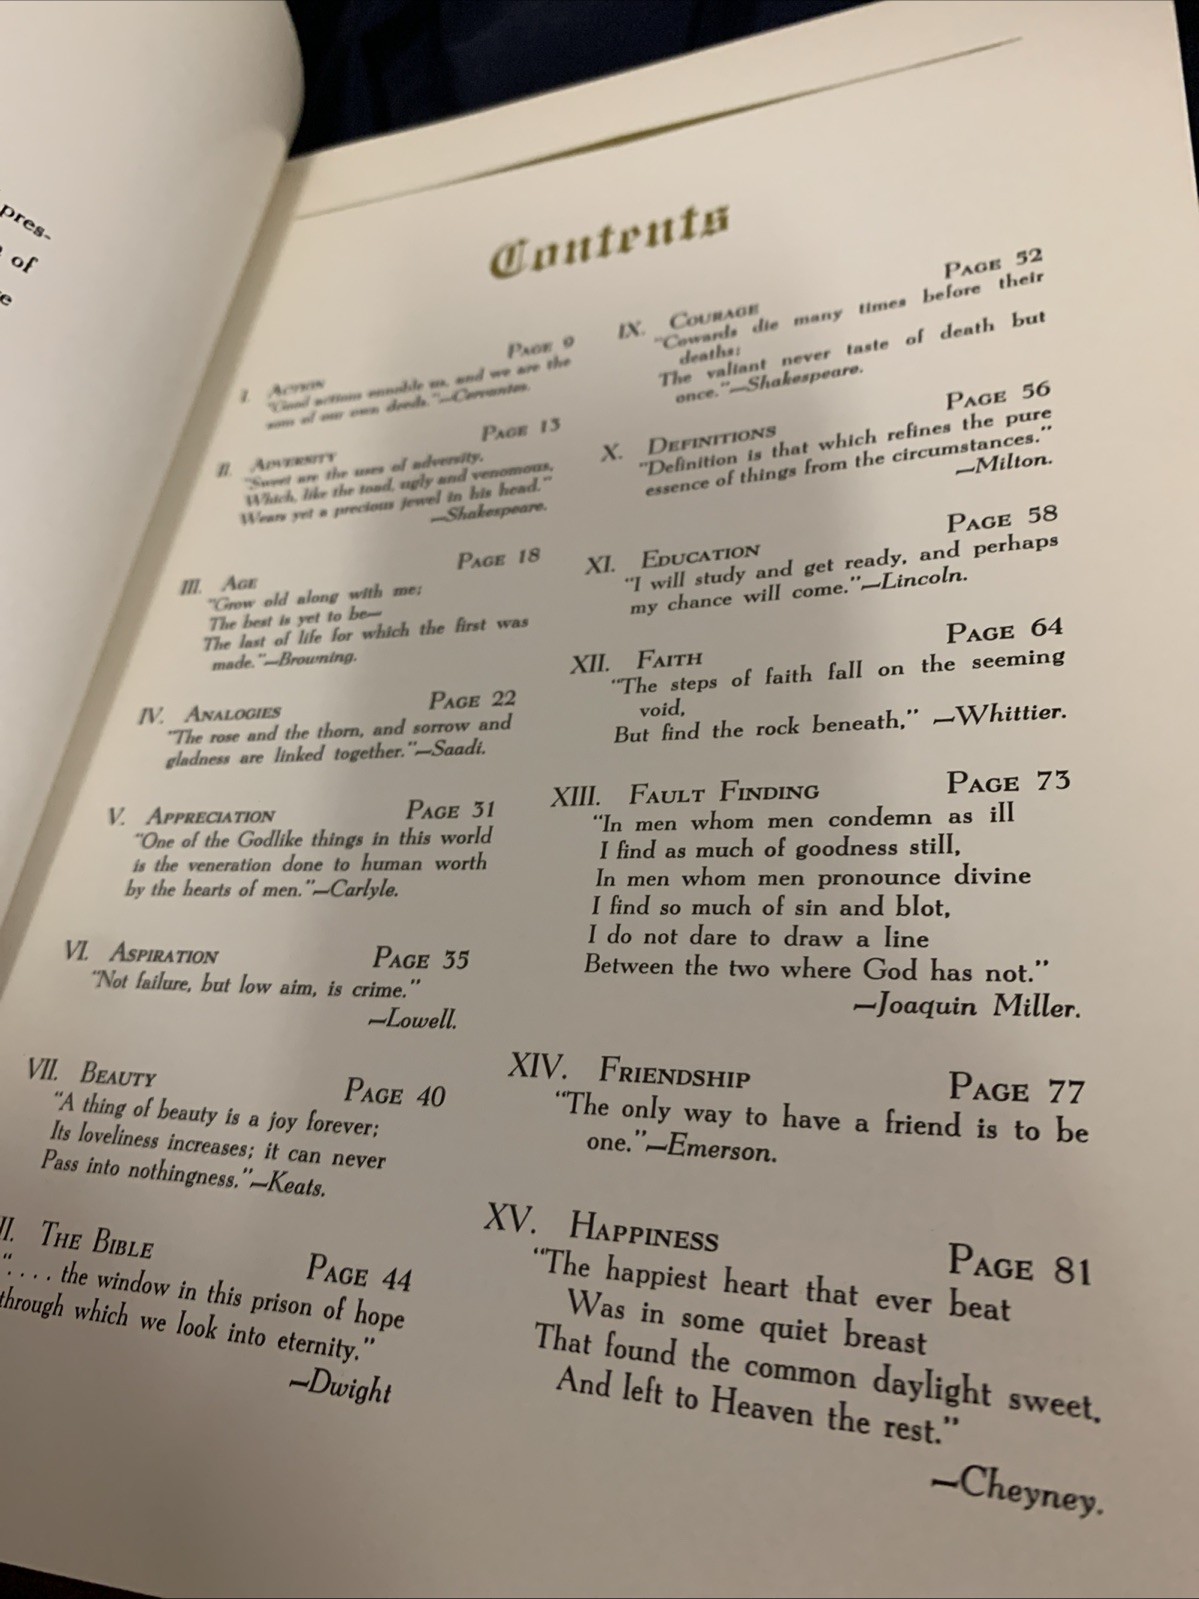 pres-
of
Contents
I. ACTION PAGE 9
"Good actions ennoble us, and we are the
sum of our own deeds."—Cervantes.
II. ADVERSITY PAGE 13
"Sweet are the uses of adversity,
Which, like the toad, ugly and venomous,
Wears yet a precious jewel in his head."
—Shakespeare.
III. AGE PAGE 18
"Grow old along with me;
The best is yet to be—
The last of life for which the first was
made."—Browning.
IV. ANALOGIES PAGE 22
"The rose and the thorn, and sorrow and
gladness are linked together."—Saadi.
V. APPRECIATION PAGE 31
"One of the Godlike things in this world
is the veneration done to human worth
by the hearts of men."—Carlyle.
VI. ASPIRATION PAGE 35
"Not failure, but low aim, is crime."
—Lowell.
VII. BEAUTY PAGE 40
"A thing of beauty is a joy forever;
Its loveliness increases; it can never
Pass into nothingness."—Keats.
II. THE BIBLE PAGE 44
". . . . the window in this prison of hope
through which we look into eternity."
—Dwight
IX. COURAGE PAGE 52
"Cowards die many times before their
deaths;
The valiant never taste of death but
once."—Shakespeare.
X. DEFINITIONS PAGE 56
"Definition is that which refines the pure
essence of things from the circumstances."
—Milton.
XI. EDUCATION PAGE 58
"I will study and get ready, and perhaps
my chance will come."—Lincoln.
XII. FAITH PAGE 64
"The steps of faith fall on the seeming
void,
But find the rock beneath," —Whittier.
XIII. FAULT FINDING PAGE 73
"In men whom men condemn as ill
I find as much of goodness still,
In men whom men pronounce divine
I find so much of sin and blot,
I do not dare to draw a line
Between the two where God has not."
—Joaquin Miller.
XIV. FRIENDSHIP PAGE 77
"The only way to have a friend is to be
one."—Emerson.
XV. HAPPINESS PAGE 81
"The happiest heart that ever beat
Was in some quiet breast
That found the common daylight sweet,
And left to Heaven the rest."
—Cheyney.